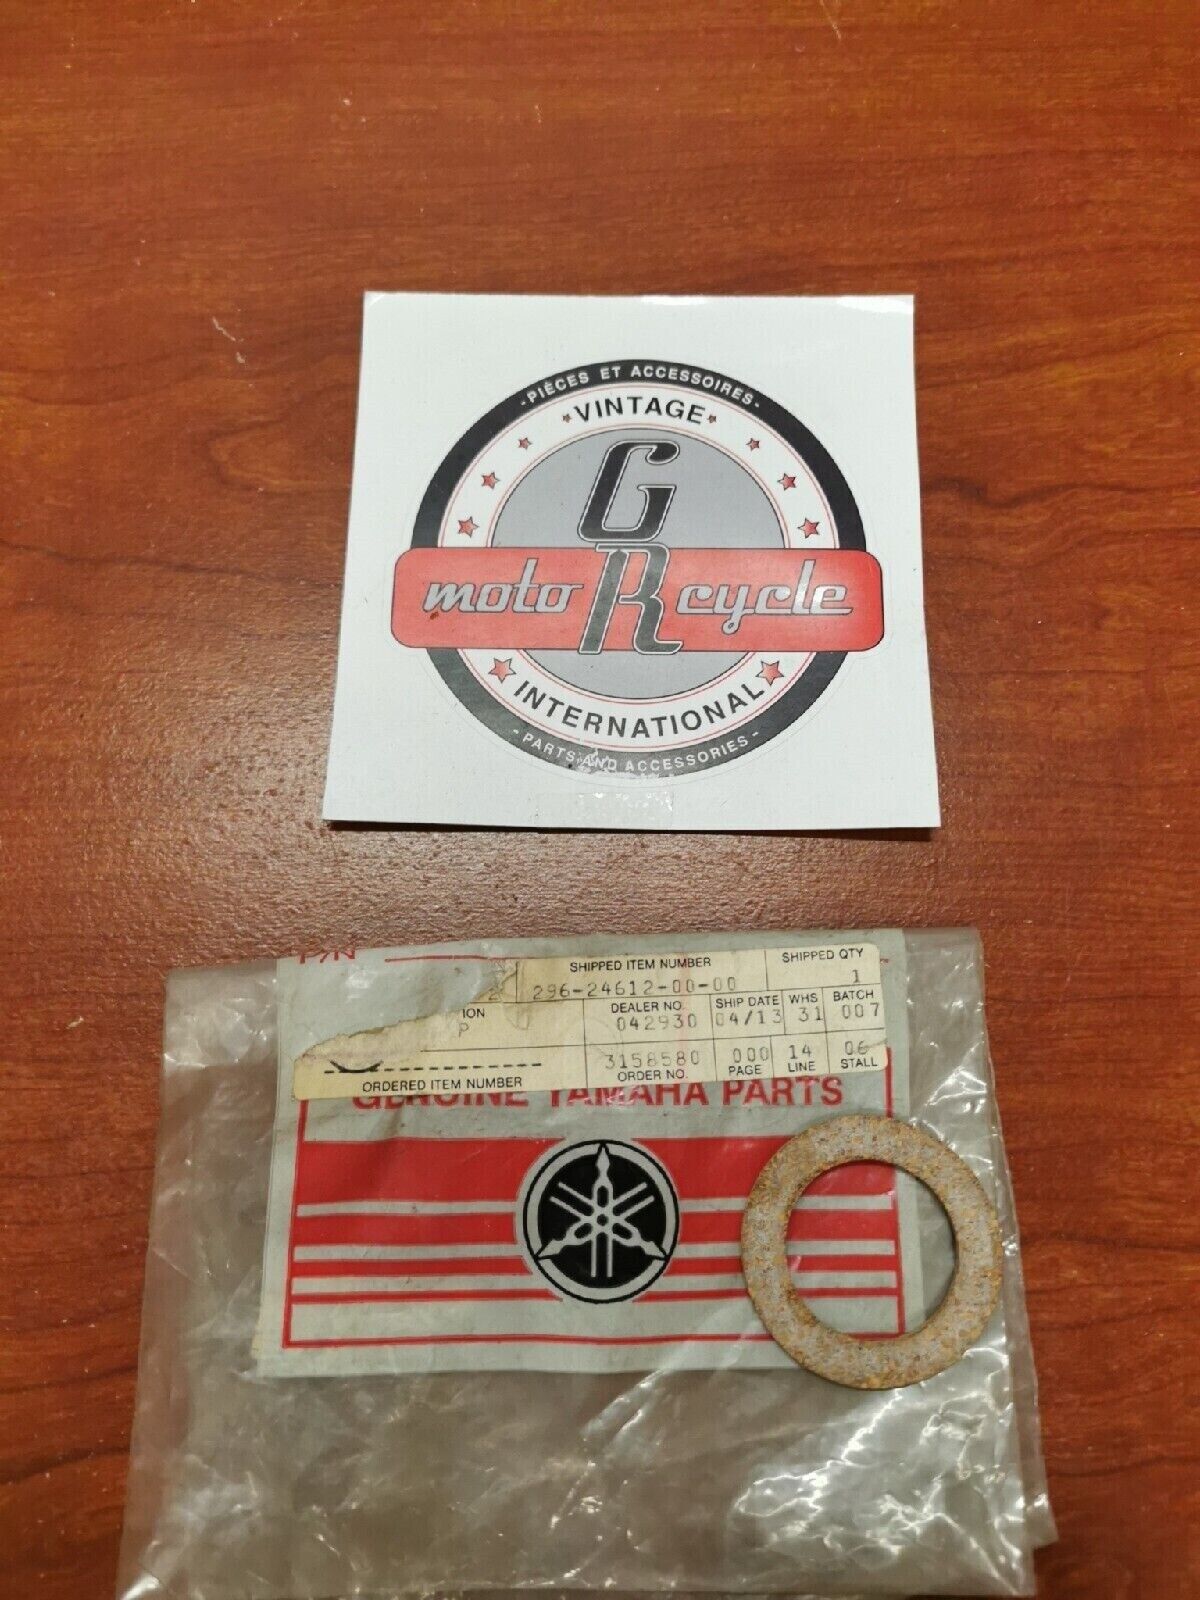 -PIÈCES ET ACCESSOIRES-
VINTAGE
G
moto R cycle
INTERNATIONAL
-PARTS AND ACCESSORIES-
P/N
SHIPPED ITEM NUMBER SHIPPED QTY
296-24612-00-00 1
ION DEALER NO. SHIP DATE WHS BATCH
P 042930 04/13 31 007
3158580 000 14 06
ORDERED ITEM NUMBER ORDER NO. PAGE LINE STALL
GENUINE YAMAHA PARTS